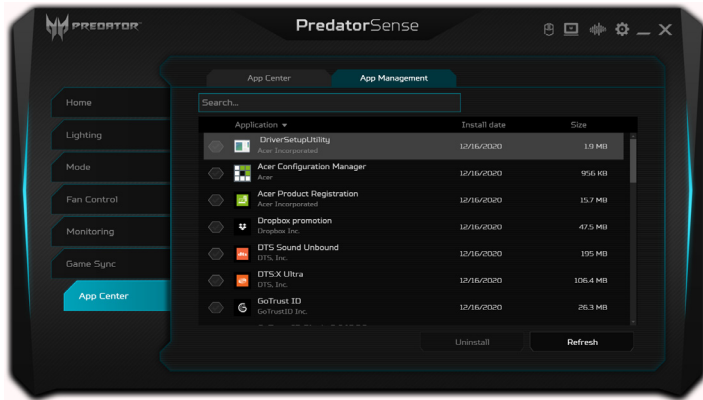 PREDATOR
PredatorSense
App Center
App Management
Home
Lighting
Mode
Fan Control
Monitoring
Game Sync
App Center
Search...
Application Install date Size
DriverSetupUtility
Acer Incorporated
12/16/2020 1.9 MB
Acer Configuration Manager
Acer
12/16/2020 956 KB
Acer Product Registration
Acer Incorporated
12/16/2020 15.7 MB
Dropbox promotion
Dropbox Inc.
12/16/2020 47.5 MB
DTS Sound Unbound
DTS, Inc.
12/16/2020 195 MB
DTS:X Ultra
DTS, Inc.
12/16/2020 106.4 MB
GoTrust ID
GoTrustID Inc.
12/16/2020 26.3 MB
Uninstall
Refresh